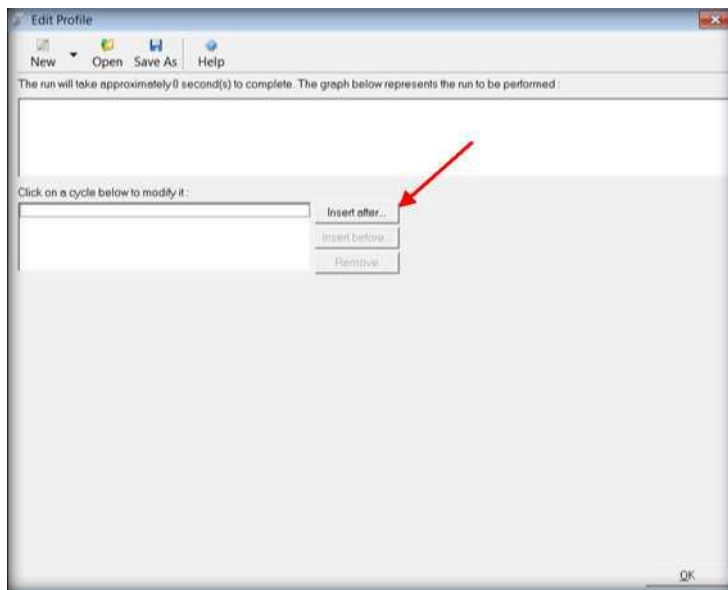 Edit Profile
New Open Save As Help
The run will take approximately 0 second(s) to complete. The graph below represents the run to be performed :
Click on a cycle below to modify it :
Insert after...
Insert before...
Remove
OK